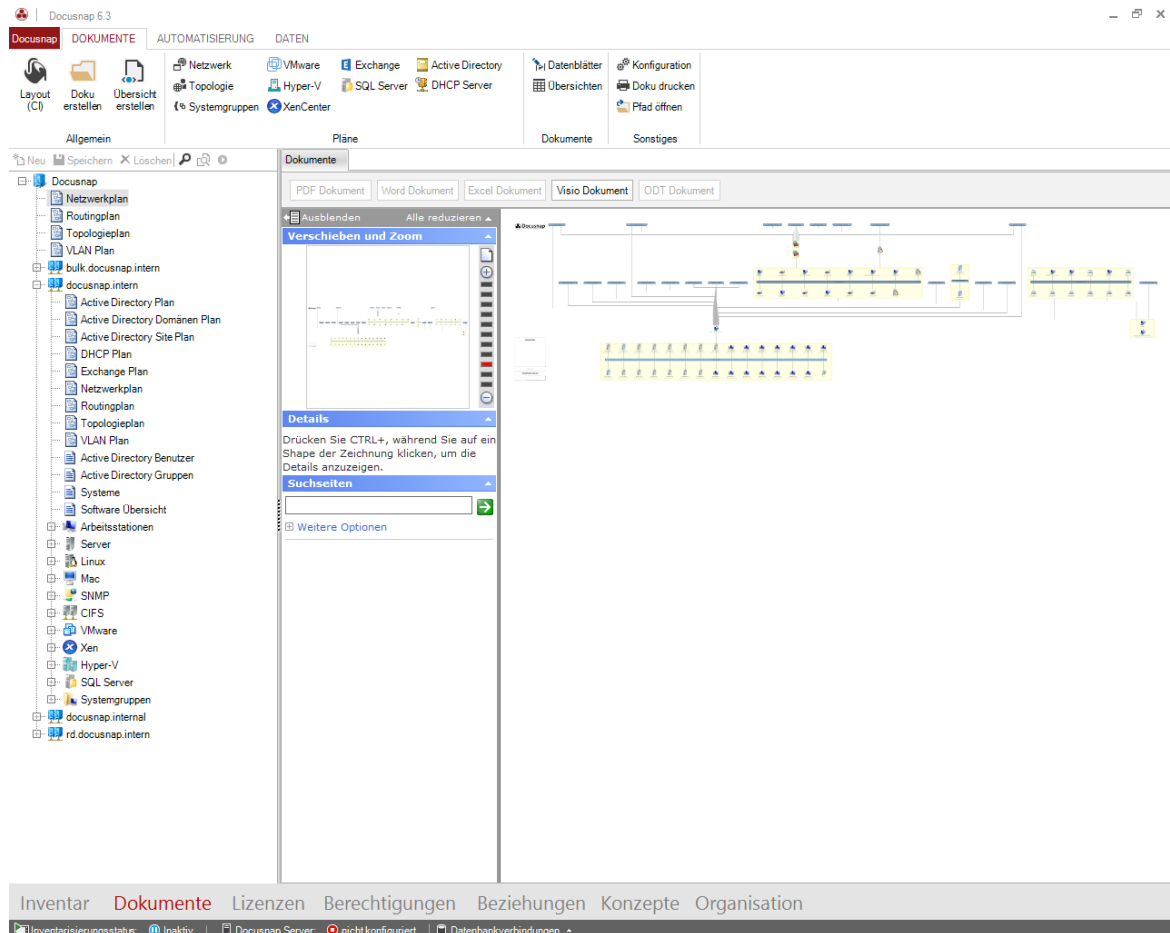 Docusnap 6.3
Docusnap DOKUMENTE AUTOMATISIERUNG DATEN
Netzwerk VMware Exchange Active Directory Datenblätter Konfiguration
Topologie Hyper-V SQL Server DHCP Server Übersichten Doku drucken
Systemgruppen XenCenter Pfad öffnen
Layout (CI)
Doku erstellen
Übersicht erstellen
Allgemein Pläne Dokumente Sonstiges
Neu Speichern Löschen
Docusnap
Netzwerkplan
Routingplan
Topologieplan
VLAN Plan
bulk.docusnap.intern
docusnap.intern
Active Directory Plan
Active Directory Domänen Plan
Active Directory Site Plan
DHCP Plan
Exchange Plan
Netzwerkplan
Routingplan
Topologieplan
VLAN Plan
Active Directory Benutzer
Active Directory Gruppen
Systeme
Software Übersicht
Arbeitsstationen
Server
Linux
Mac
SNMP
CIFS
VMware
Xen
Hyper-V
SQL Server
Systemgruppen
docusnap.internal
rd.docusnap.intern
Dokumente
PDF Dokument Word Dokument Excel Dokument Visio Dokument ODT Dokument
Ausblenden Alle reduzieren
Verschieben und Zoom
Details
Drücken Sie CTRL+, während Sie auf ein
Shape der Zeichnung klicken, um die
Details anzuzeigen.
Suchseiten
Weitere Optionen
Docusnap
Inventar Dokumente Lizenzen Berechtigungen Beziehungen Konzepte Organisation
Inventarisierungsstatus: Inaktiv | Docusnap Server: nicht konfiguriert | Datenbankverbindungen